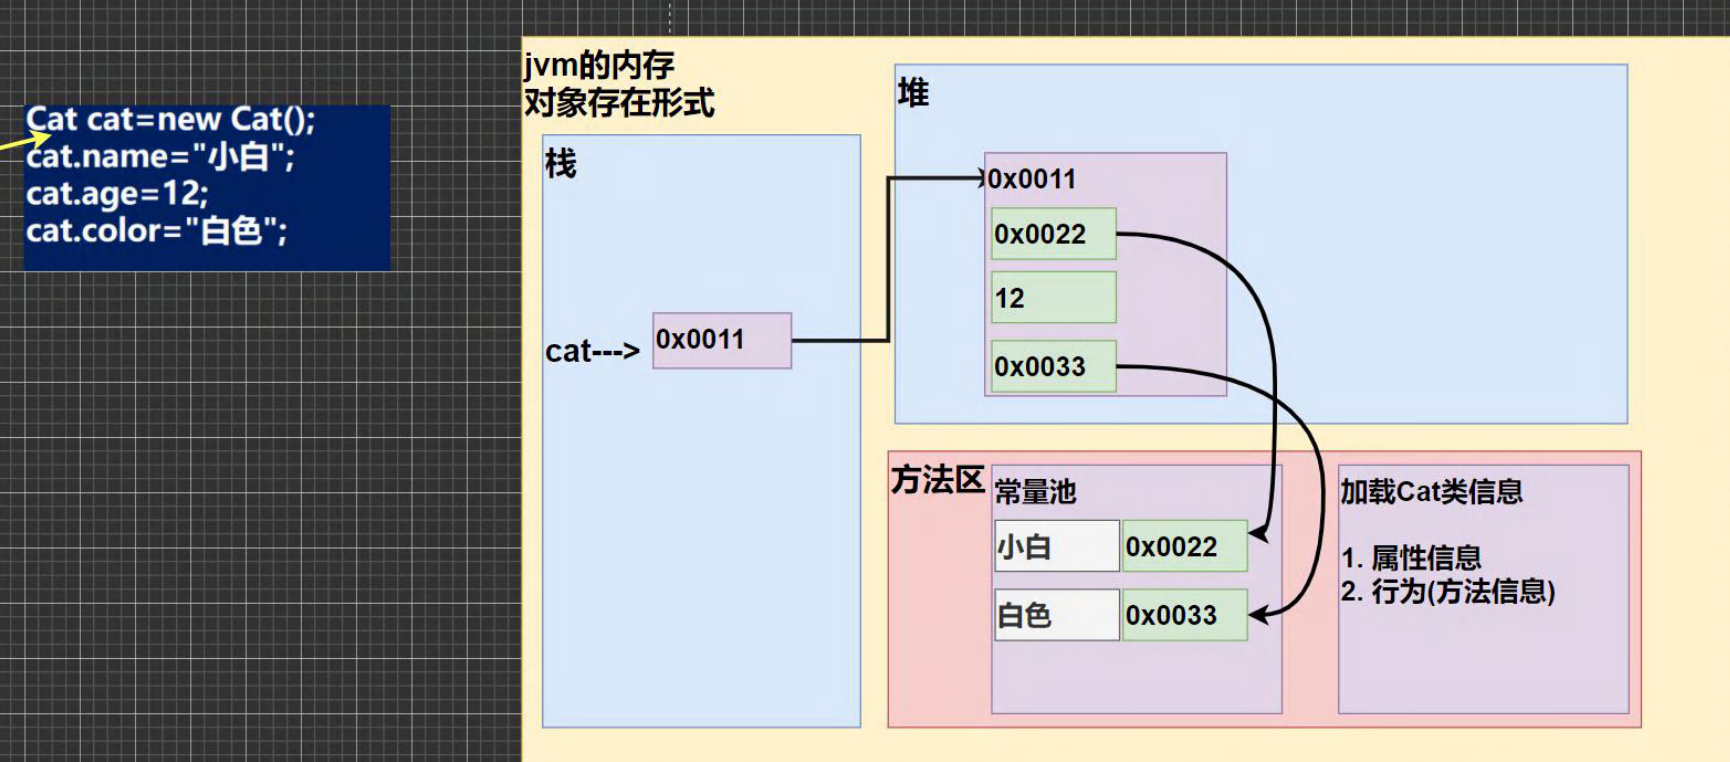 Cat cat=new Cat();
cat.name="小白";
cat.age=12;
cat.color="白色";
jvm的内存
对象存在形式
栈
cat--->
0x0011
堆
0x0011
0x0022
12
0x0033
方法区
常量池
小白
0x0022
白色
0x0033
加载Cat类信息
1. 属性信息
2. 行为(方法信息)